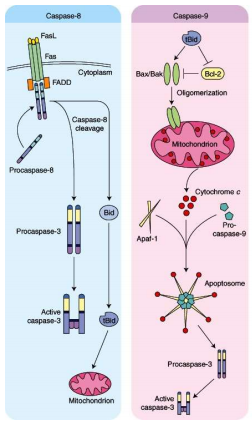 Caspase-8
FasL
Fas
Cytoplasm
FADD
Caspase-8
cleavage
Procaspase-8
Procaspase-3
Bid
Active
caspase-3
tBid
Mitochondrion
Caspase-9
tBid
Bax/Bak
Bcl-2
Oligomerization
Mitochondrion
Cytochrome c
Apaf-1
Pro-
caspase-9
Apoptosome
Procaspase-3
Active
caspase-3